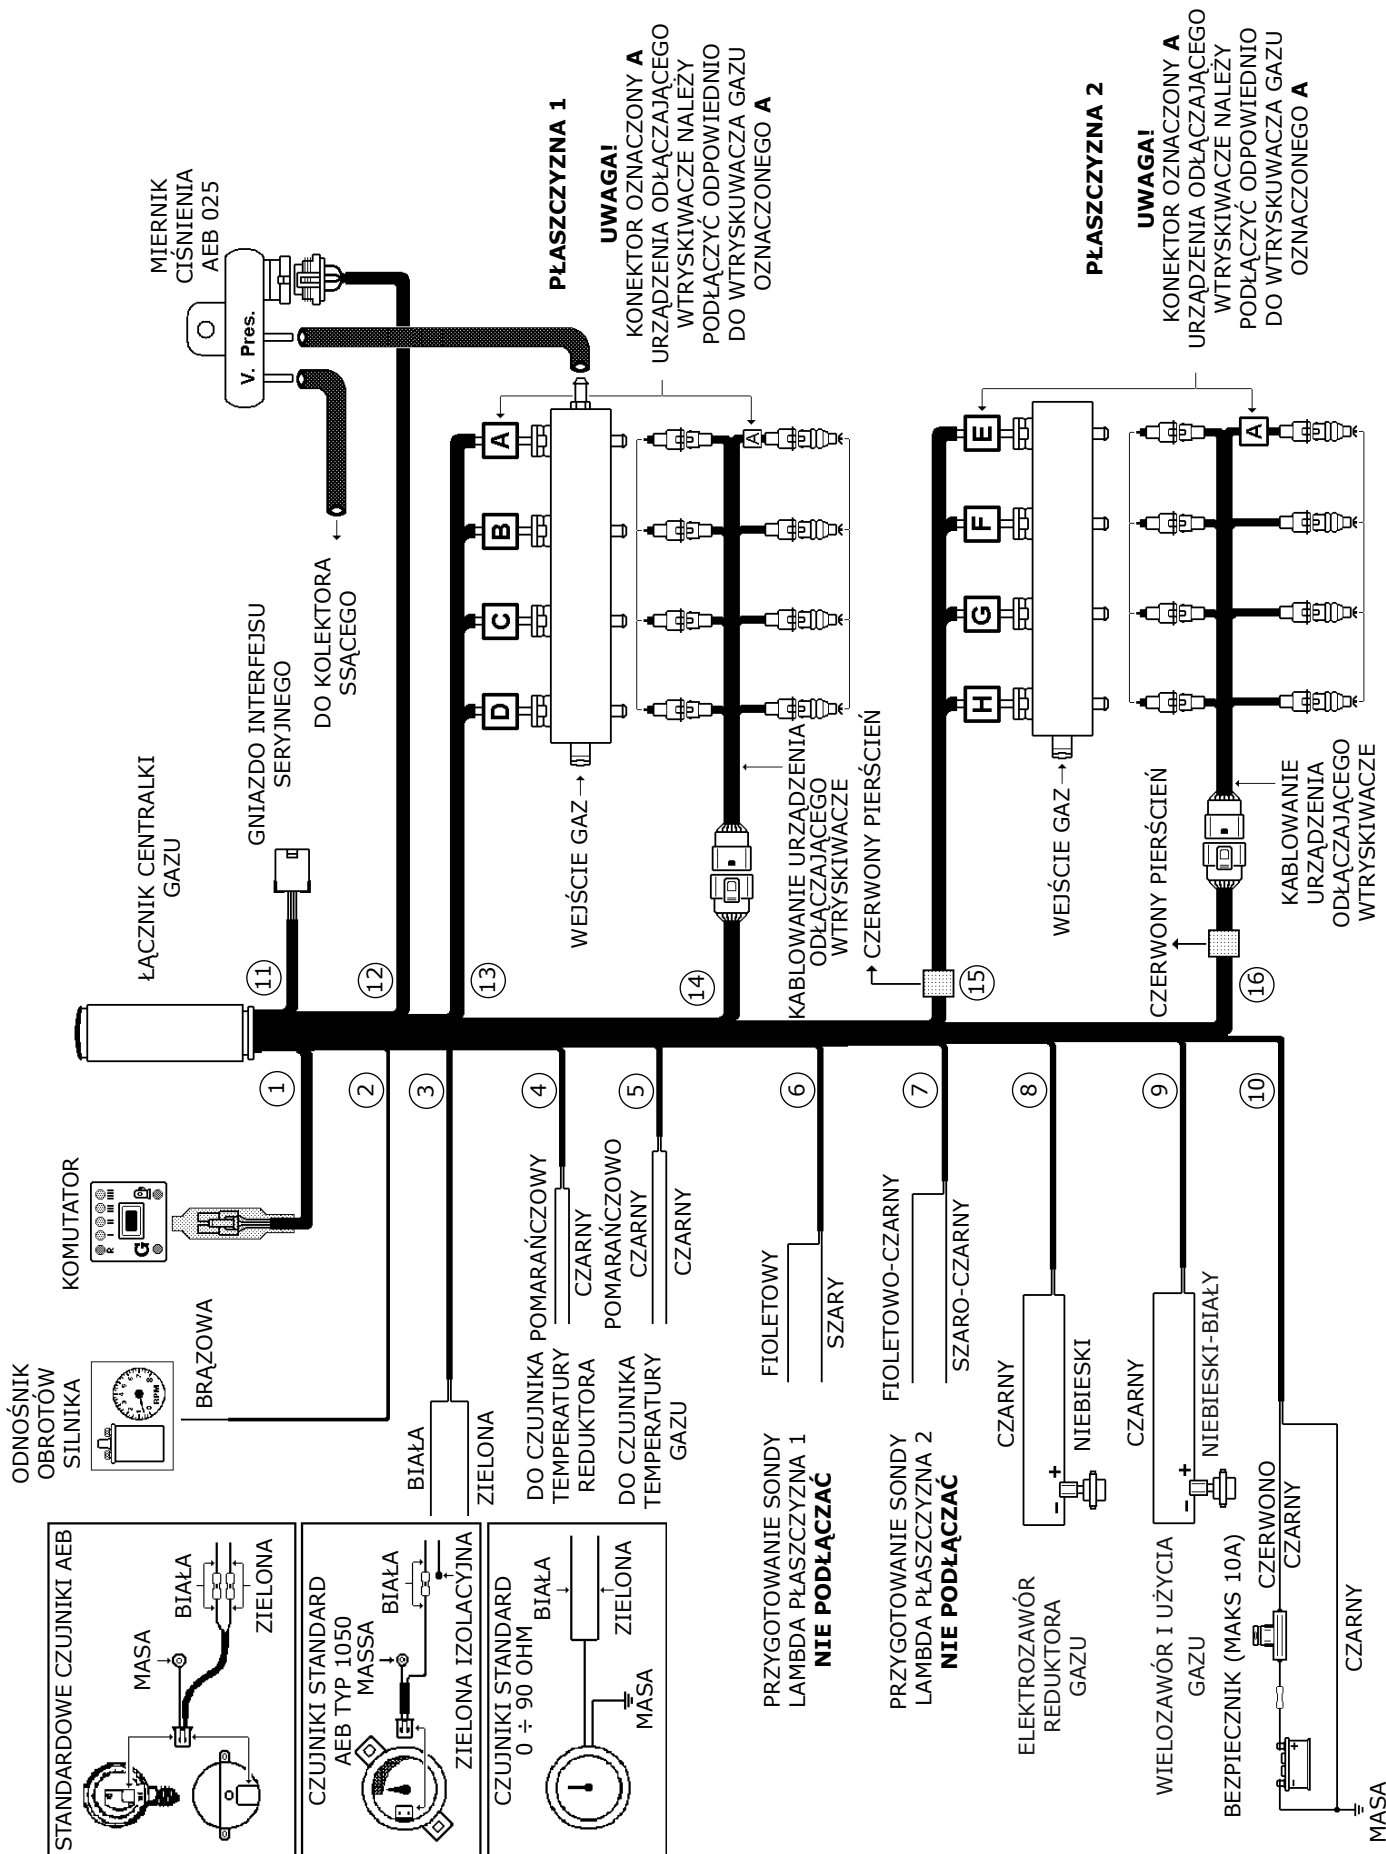 STANDARDOWE CZUJNIKI AEB
MASA
BIAŁA
ZIELONA
CZUJNIKI STANDARD
AEB TYP 1050
MASSA
BIAŁA
ZIELONA IZOLACYJNA
CZUJNIKI STANDARD
0 ÷ 90 OHM
BIAŁA
ZIELONA
MASA
ODNOŚNIK
OBROTÓW
SILNIKA
RPM
BRĄZOWA
KOMUTATOR
R I II III IIII
G
1
2
BIAŁA
ZIELONA
3
DO CZUJNIKA
TEMPERATURY
REDUKTORA
POMARAŃCZOWY
CZARNY
4
DO CZUJNIKA
TEMPERATURY
GAZU
POMARAŃCZOWO
CZARNY
CZARNY
5
PRZYGOTOWANIE SONDY
LAMBDA PŁASZCZYZNA 1
NIE PODŁĄCZAĆ
FIOLETOWY
SZARY
6
PRZYGOTOWANIE SONDY
LAMBDA PŁASZCZYZNA 2
NIE PODŁĄCZAĆ
FIOLETOWO-CZARNY
SZARO-CZARNY
7
ELEKTROZAWÓR
REDUKTORA
GAZU
CZARNY
- +
NIEBIESKI
8
WIELOZAWÓR I UŻYCIA
GAZU
CZARNY
- +
NIEBIESKI-BIAŁY
9
BEZPIECZNIK (MAKS 10A)
CZERWONO
CZARNY
CZARNY
- +
MASA
10
ŁĄCZNIK CENTRALKI
GAZU
11
GNIAZDO INTERFEJSU
SERYJNEGO
12
DO KOLEKTORA
SSĄCEGO
MIERNIK
CIŚNIENIA
AEB 025
V. Pres.
13
D
C
B
A
WEJŚCIE GAZ
PŁASZCZYZNA 1
UWAGA!
KONEKTOR OZNACZONY A
URZĄDZENIA ODŁĄCZAJĄCEGO
WTRYSKIWACZE NALEŻY
PODŁĄCZYĆ ODPOWIEDNIO
DO WTRYSKUWACZA GAZU
OZNACZONEGO A
14
A
KABLOWANIE URZĄDZENIA
ODŁĄCZAJĄCEGO
WTRYSKIWACZE
CZERWONY PIERŚCIEŃ
15
H
G
F
E
WEJŚCIE GAZ
PŁASZCZYZNA 2
UWAGA!
KONEKTOR OZNACZONY A
URZĄDZENIA ODŁĄCZAJĄCEGO
WTRYSKIWACZE NALEŻY
PODŁĄCZYĆ ODPOWIEDNIO
DO WTRYSKUWACZA GAZU
OZNACZONEGO A
CZERWONY PIERŚCIEŃ
16
A
KABLOWANIE
URZĄDZENIA
ODŁĄCZAJĄCEGO
WTRYSKIWACZE